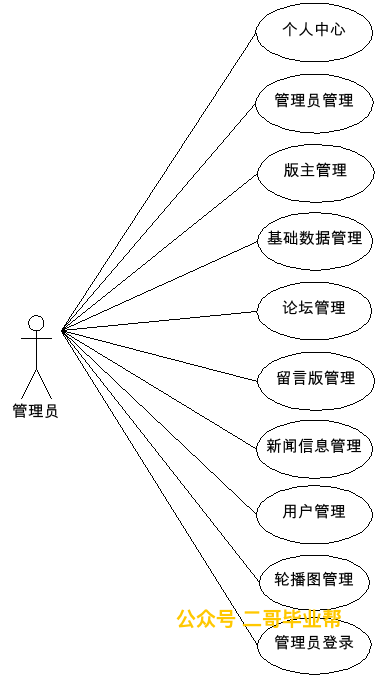 个人中心
管理员管理
版主管理
基础数据管理
论坛管理
留言版管理
管理员
新闻信息管理
用户管理
轮播图管理
公众号 二哥毕业帮
管理员登录